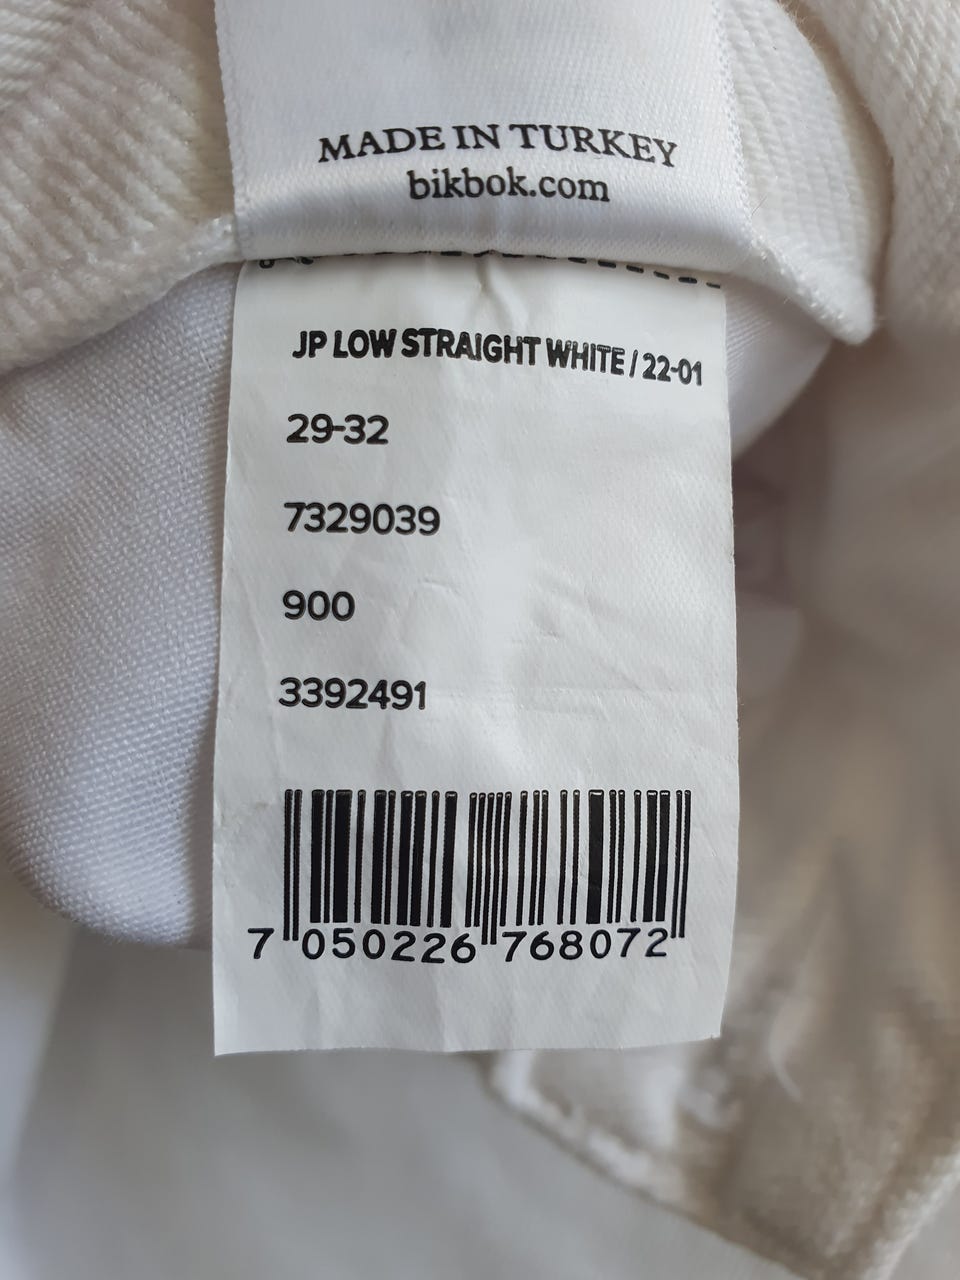 MADE IN TURKEY
bikbok.com
JP LOW STRAIGHT WHITE / 22-01
29-32
7329039
900
3392491
7 050226 768072